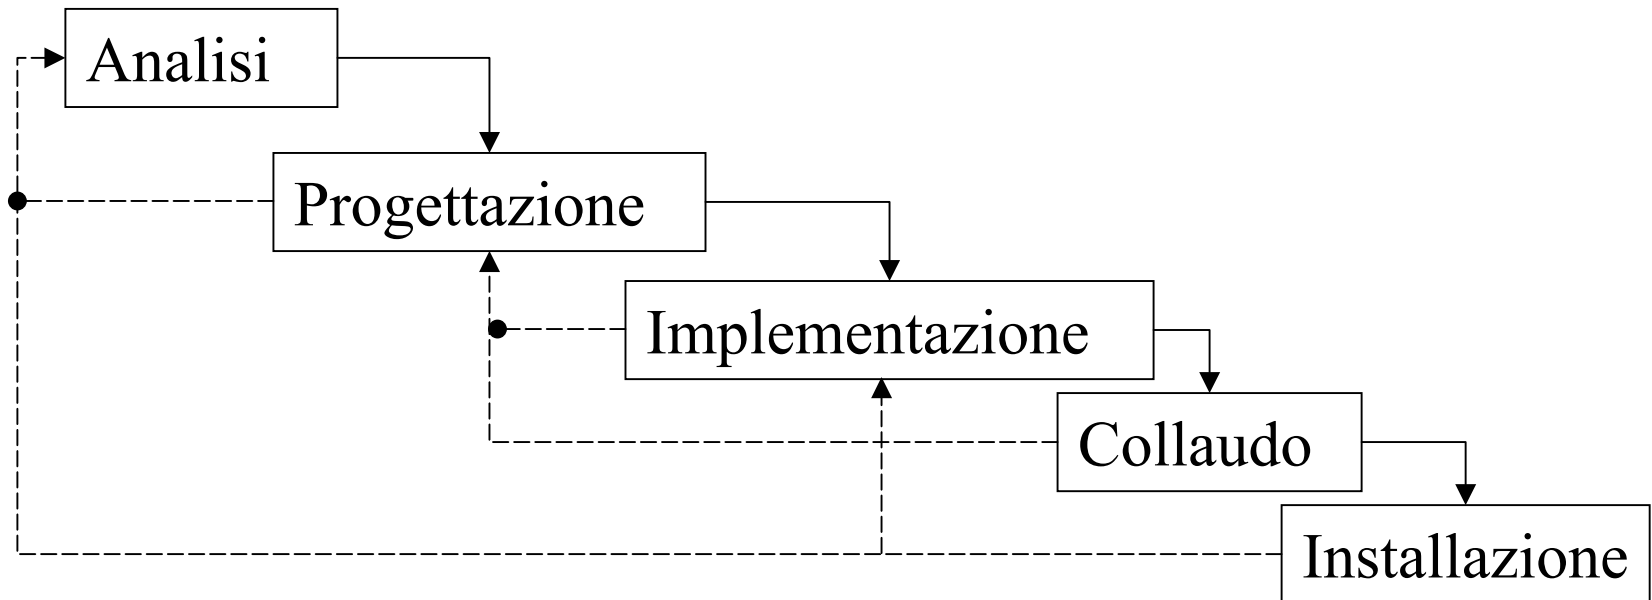 Analisi
Progettazione
Implementazione
Collaudo
Installazione